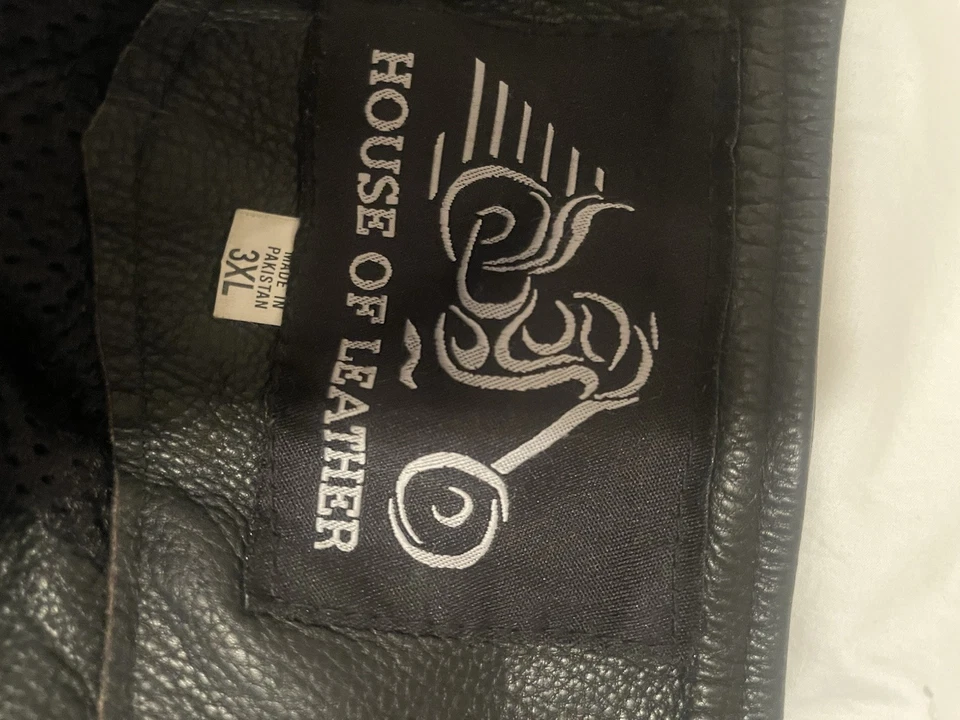 HOUSE OF LEATHER
MADE IN
PAKISTAN
3XL